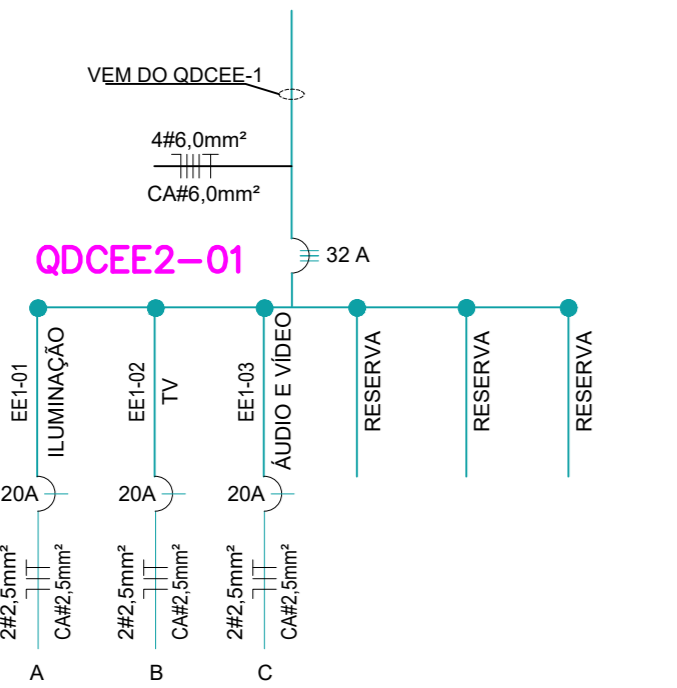 VEM DO QDCEE-1
4#6,0mm²
CA#6,0mm²
QDCEE2-01
32 A
EE1-01
ILUMINAÇÃO
EE1-02
TV
EE1-03
ÁUDIO E VÍDEO
RESERVA
RESERVA
RESERVA
20A
20A
20A
2#2,5mm²
CA#2,5mm²
2#2,5mm²
CA#2,5mm²
2#2,5mm²
CA#2,5mm²
A
B
C